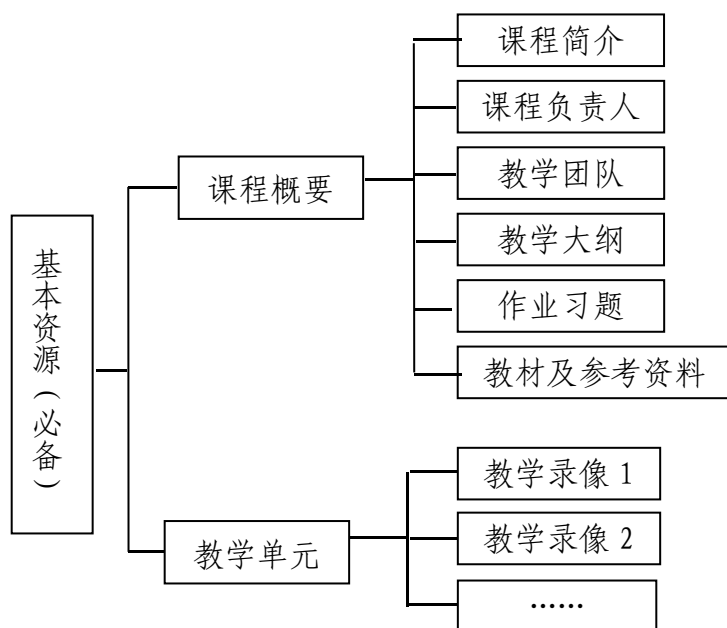 基本资源(必备)
课程概要
课程简介
课程负责人
教学团队
教学大纲
作业习题
教材及参考资料
教学单元
教学录像 1
教学录像 2
……